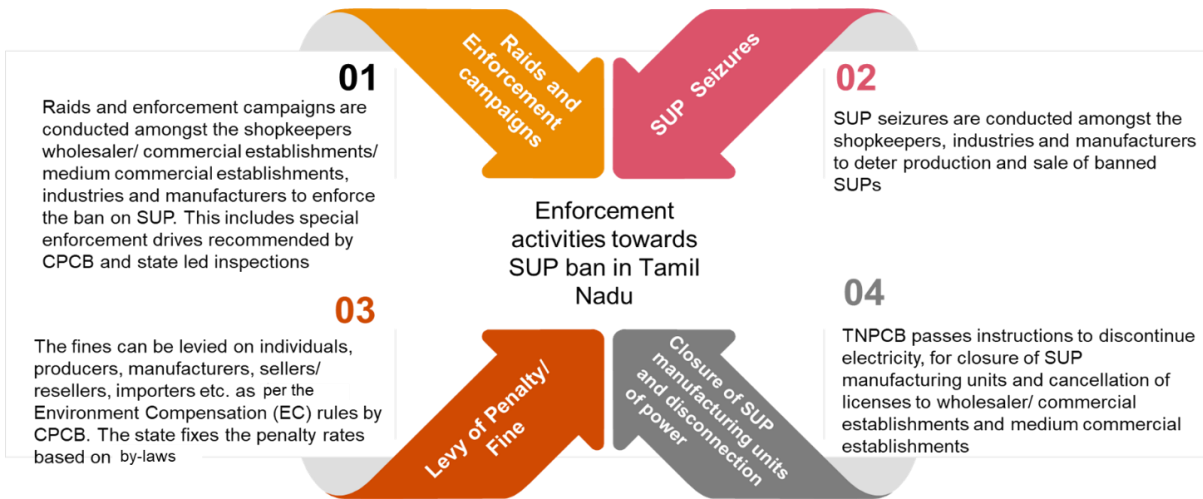 Raids and
Enforcement
campaigns
SUP Seizures
01
Raids and enforcement campaigns are
conducted amongst the shopkeepers
wholesaler/ commercial establishments/
medium commercial establishments,
industries and manufacturers to enforce
the ban on SUP. This includes special
enforcement drives recommended by
CPCB and state led inspections
02
SUP seizures are conducted amongst the
shopkeepers, industries and manufacturers
to deter production and sale of banned
SUPs
Enforcement
activities towards
SUP ban in Tamil
Nadu
03
The fines can be levied on individuals,
producers, manufacturers, sellers/
resellers, importers etc. as per the
Environment Compensation (EC) rules by
CPCB. The state fixes the penalty rates
based on by-laws
Levy of Penalty/
Fine
Closure of SUP
manufacturing units
and disconnection
of power
04
TNPCB passes instructions to discontinue
electricity, for closure of SUP
manufacturing units and cancellation of
licenses to wholesaler/ commercial
establishments and medium commercial
establishments